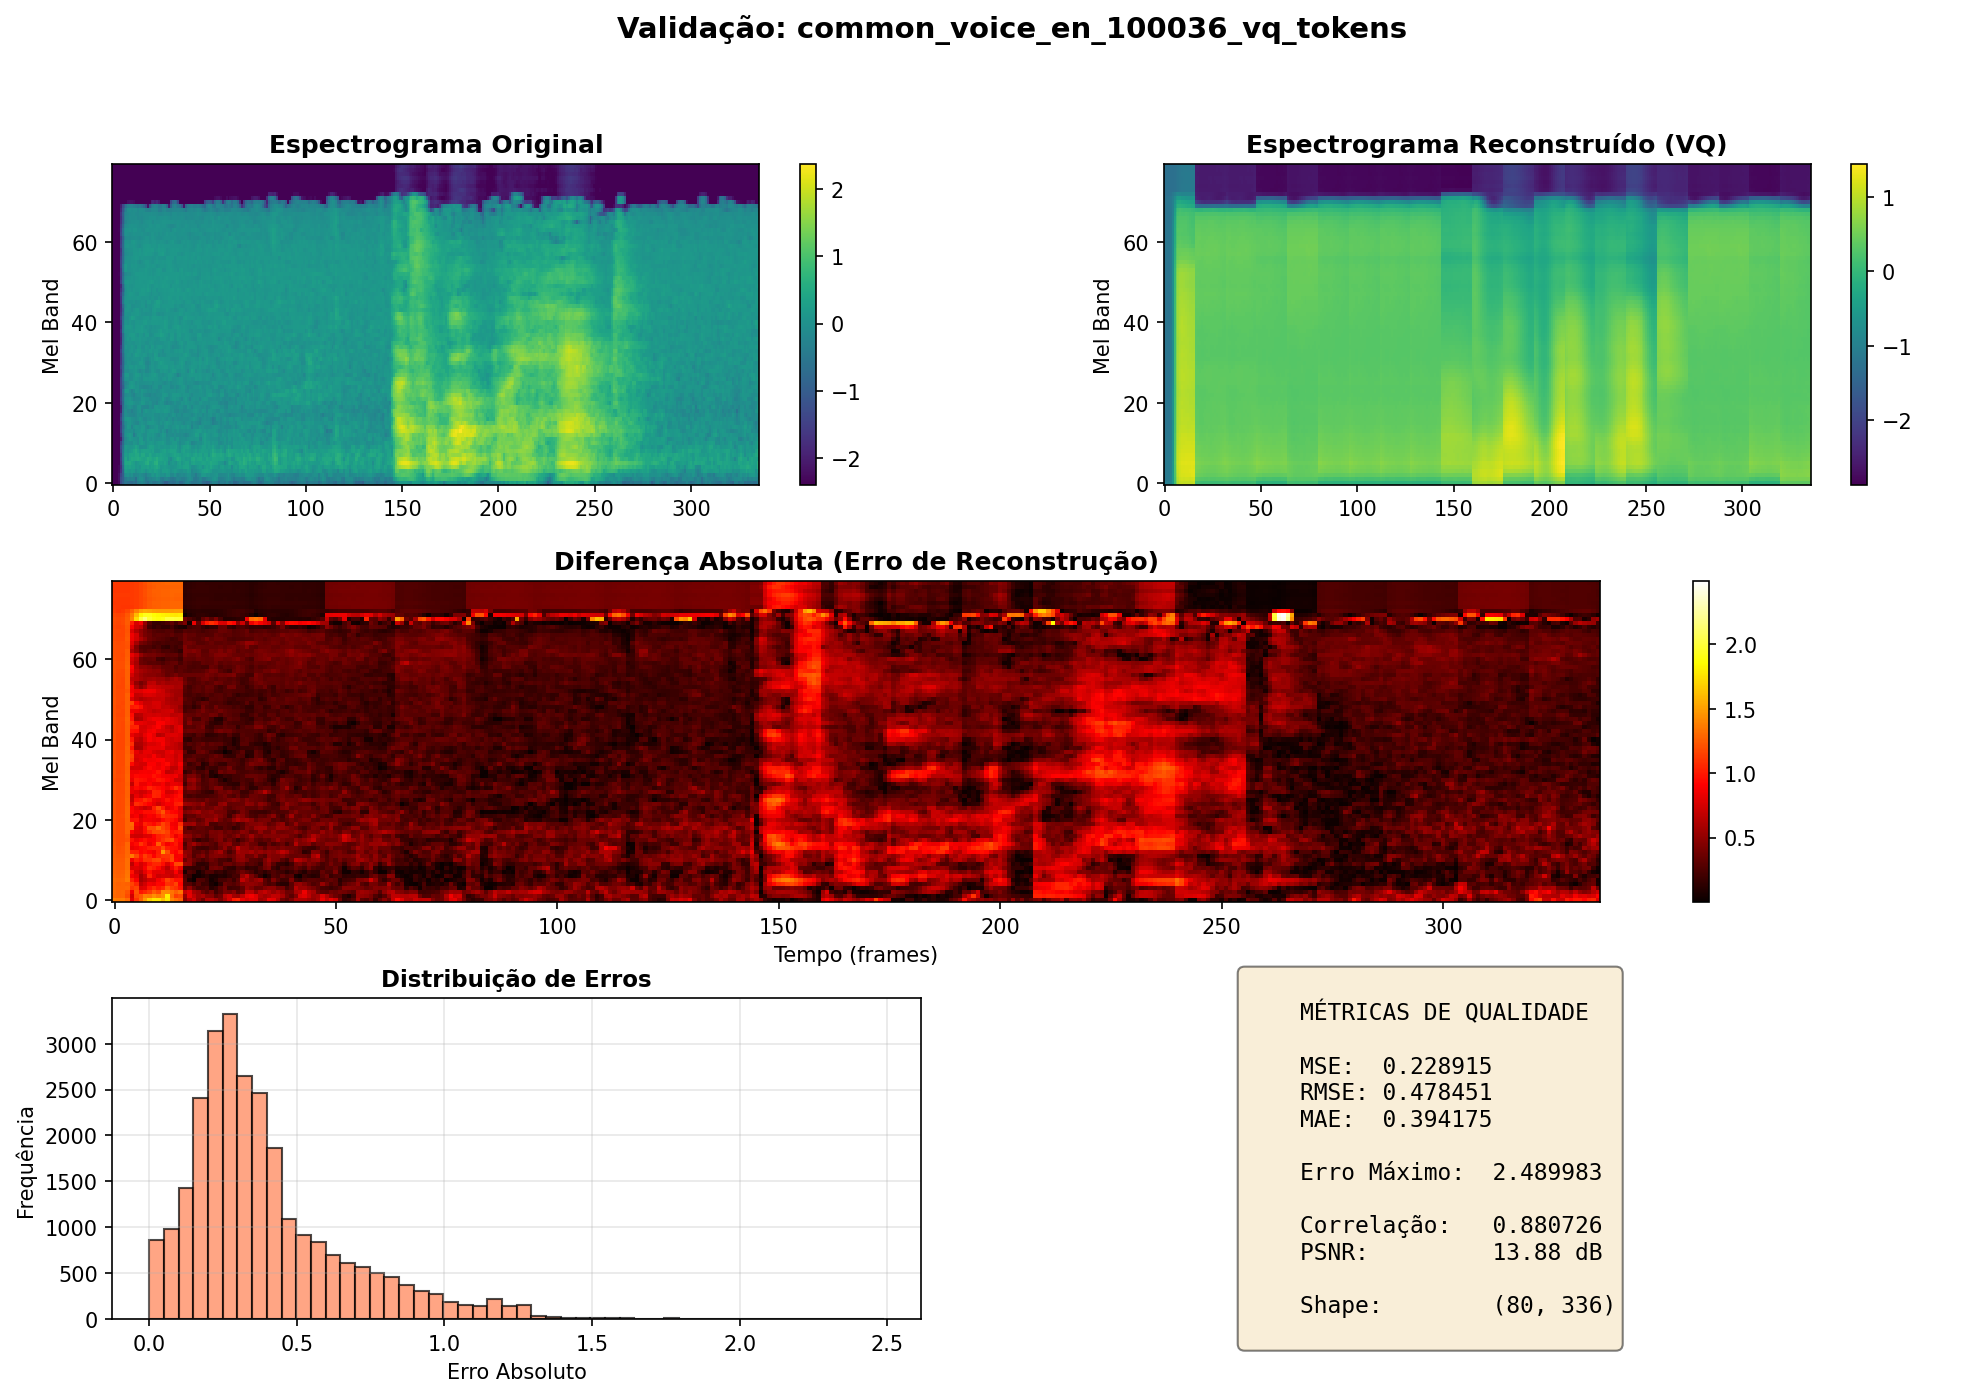 Validação: common_voice_en_100036_vq_tokens
Espectrograma Original
Mel Band
60
40
20
0
0 50 100 150 200 250 300
2
1
0
−1
−2
Espectrograma Reconstruído (VQ)
Mel Band
60
40
20
0
0 50 100 150 200 250 300
1
0
−1
−2
Diferença Absoluta (Erro de Reconstrução)
Mel Band
60
40
20
0
0 50 100 150 200 250 300
Tempo (frames)
2.0
1.5
1.0
0.5
Distribuição de Erros
Frequência
3000
2500
2000
1500
1000
500
0
0.0 0.5 1.0 1.5 2.0 2.5
Erro Absoluto
MÉTRICAS DE QUALIDADE
MSE: 0.228915
RMSE: 0.478451
MAE: 0.394175
Erro Máximo: 2.489983
Correlação: 0.880726
PSNR: 13.88 dB
Shape: (80, 336)